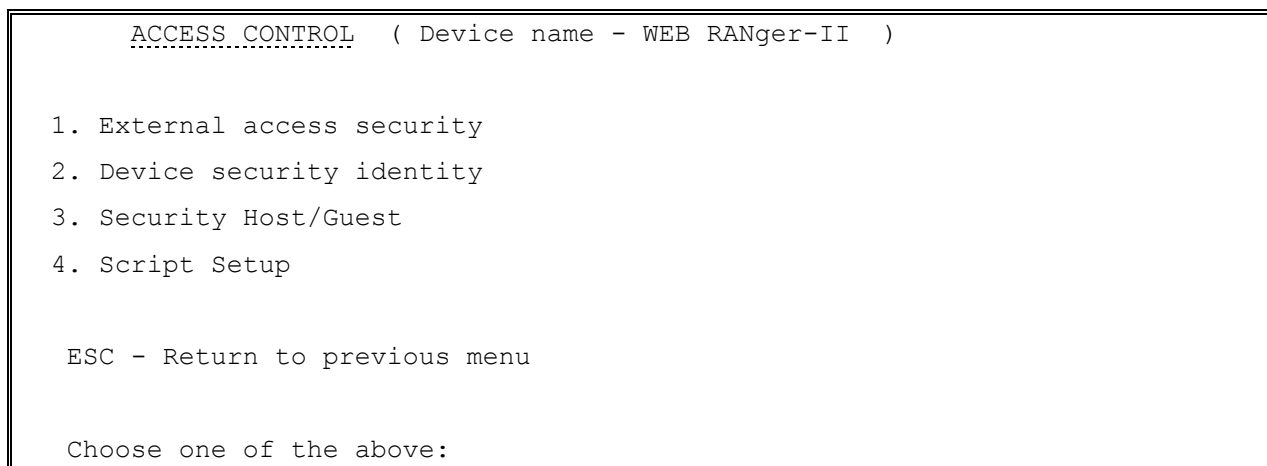 ACCESS CONTROL ( Device name - WEB RANger-II )
1. External access security
2. Device security identity
3. Security Host/Guest
4. Script Setup
ESC - Return to previous menu
Choose one of the above: